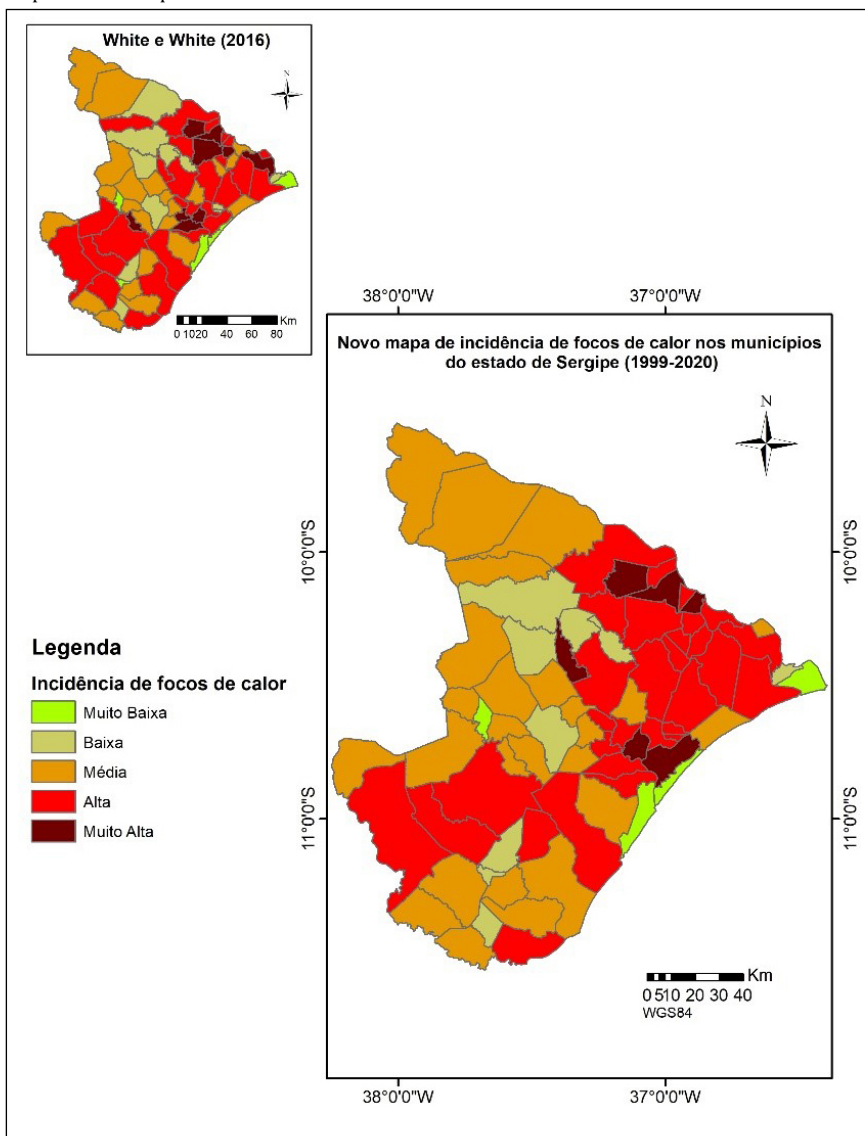 White e White (2016)
N
Km
0 1020 40 60 80
38°0'0"W 37°0'0"W
Novo mapa de incidência de focos de calor nos municípios
do estado de Sergipe (1999-2020)
N
10°0'0"S 10°0'0"S
11°0'0"S 11°0'0"S
Legenda
Incidência de focos de calor
Muito Baixa
Baixa
Média
Alta
Muito Alta
Km
0 510 20 30 40
WGS84
38°0'0"W 37°0'0"W